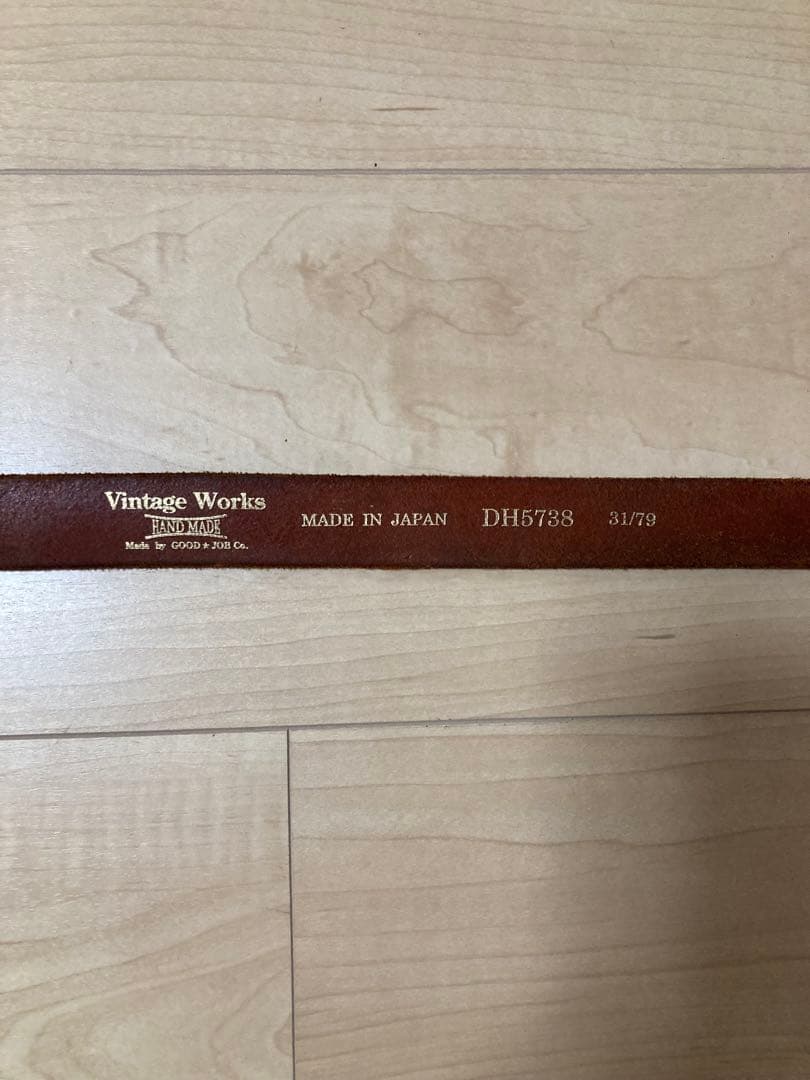 Vintage Works
HAND MADE
Made by GOOD★JOB Co.
MADE IN JAPAN DH5738 31/79